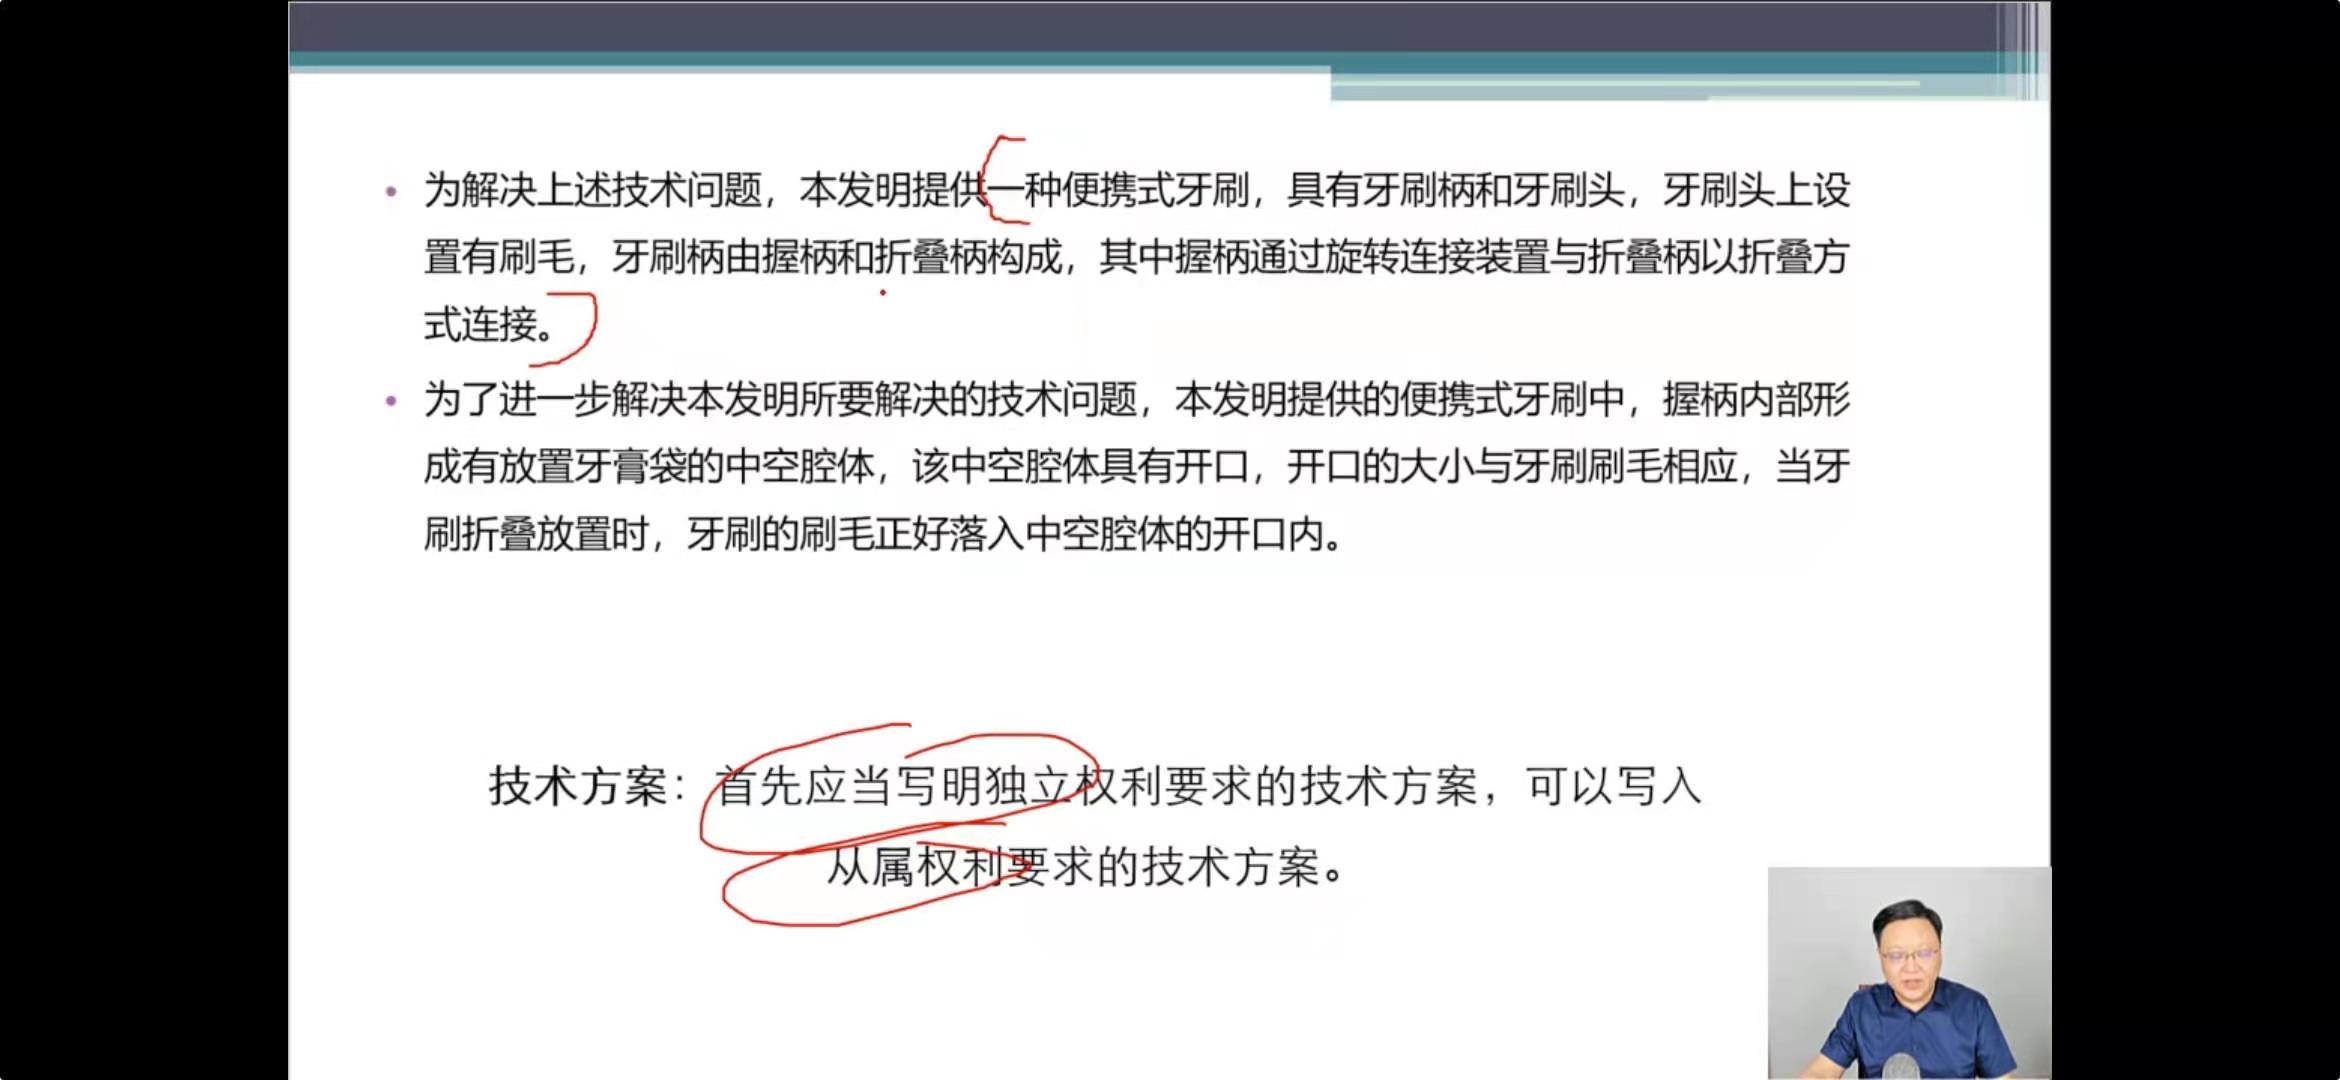 • 为解决上述技术问题，本发明提供一种便携式牙刷，具有牙刷柄和牙刷头，牙刷头上设
置有刷毛，牙刷柄由握柄和折叠柄构成，其中握柄通过旋转连接装置与折叠柄以折叠方
式连接。
• 为了进一步解决本发明所要解决的技术问题，本发明提供的便携式牙刷中，握柄内部形
成有放置牙膏袋的中空腔体，该中空腔体具有开口，开口的大小与牙刷刷毛相应，当牙
刷折叠放置时，牙刷的刷毛正好落入中空腔体的开口内。
技术方案：首先应当写明独立权利要求的技术方案，可以写入
从属权利要求的技术方案。